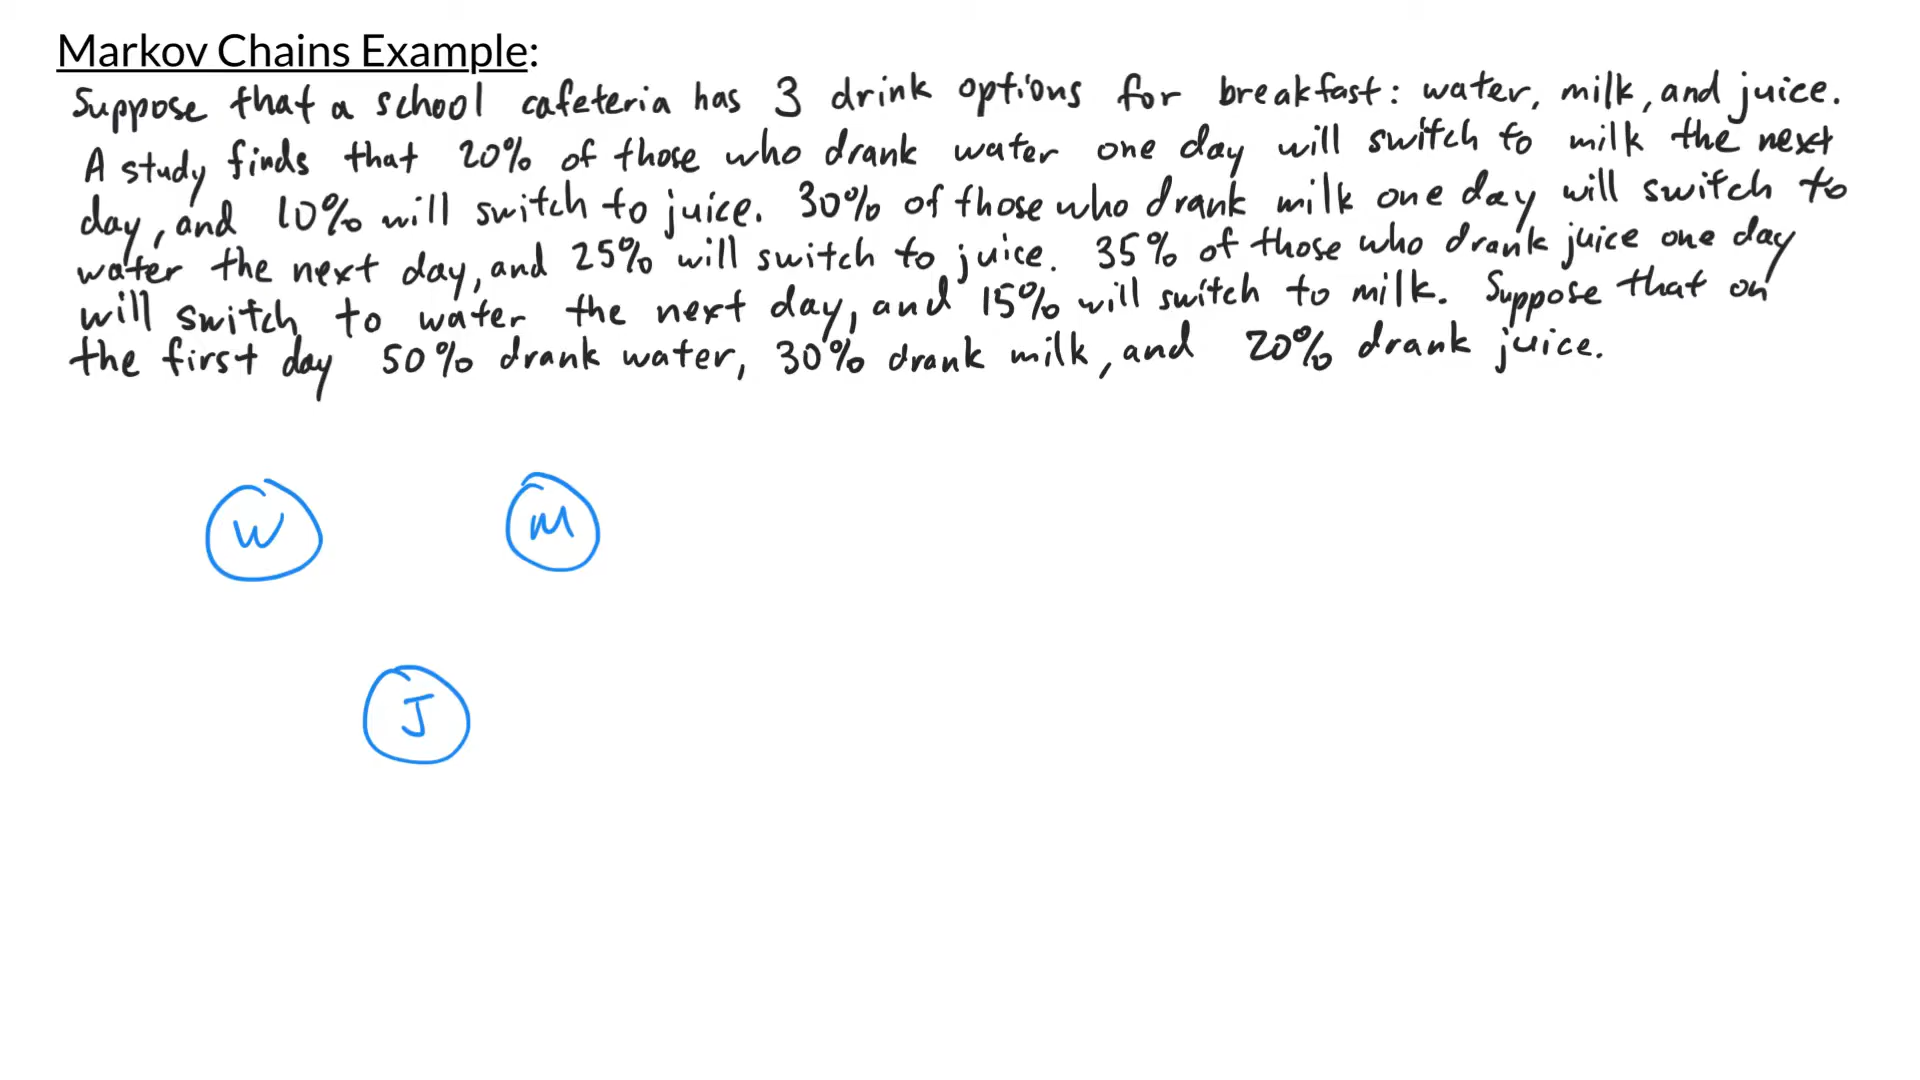 Markov Chains Example:
Suppose that a school cafeteria has 3 drink options for breakfast: water, milk, and juice.
A study finds that 20% of those who drank water one day will switch to milk the next
day, and 10% will switch to juice. 30% of those who drank milk one day will switch to
water the next day, and 25% will switch to juice. 35% of those who drank juice one day
will switch to water the next day, and 15% will switch to milk. Suppose that on
the first day 50% drank water, 30% drank milk, and 20% drank juice.
W
M
J